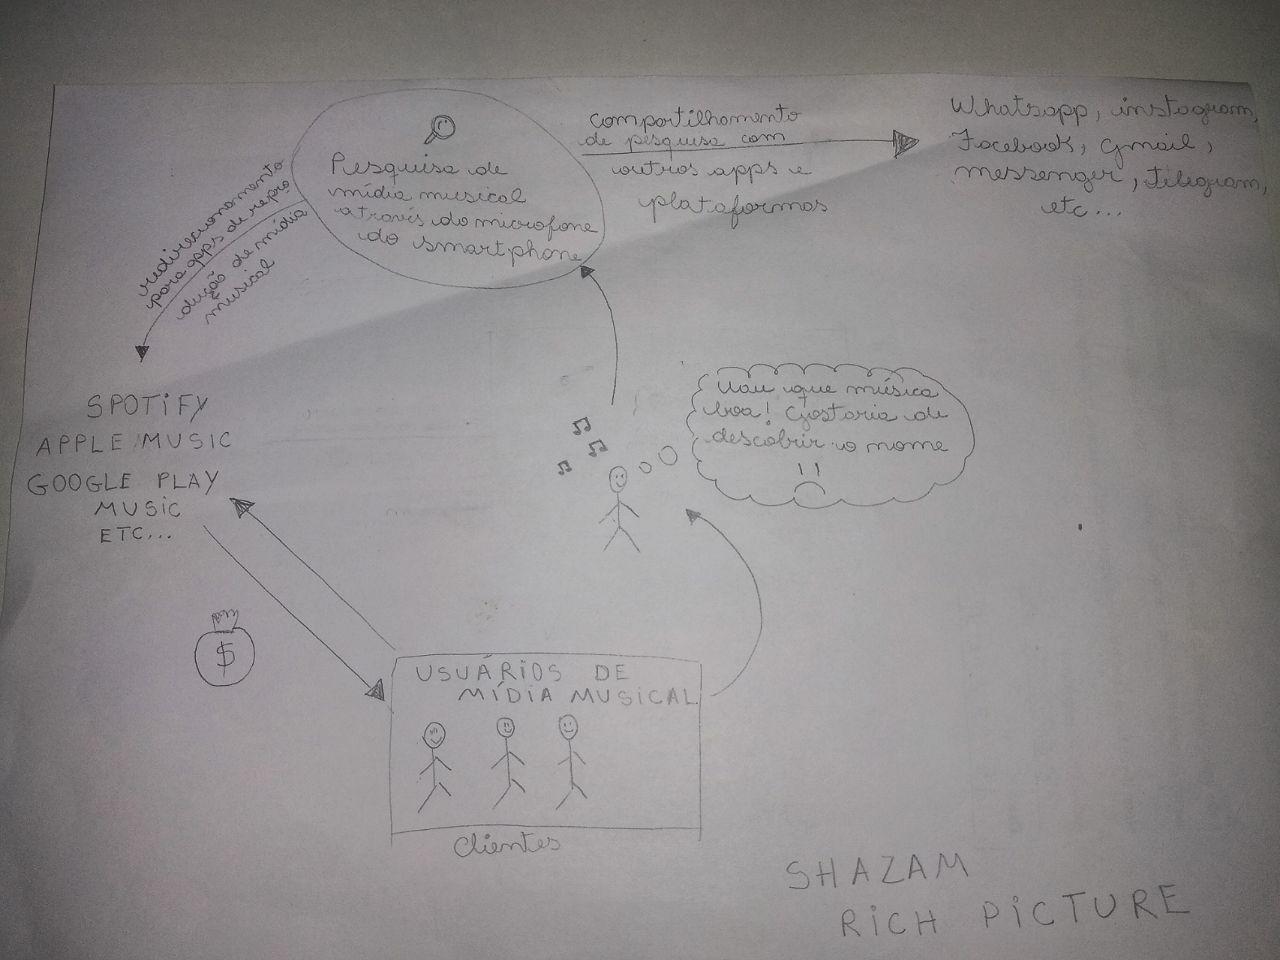 Pesquisa de
mídia musical
através do microfone
do smartphone
compartilhamento
de pesquisa com
outros apps e
plataformas
Whatsapp, instagram,
Facebook, gmail,
messenger, telegram,
etc...
redirecionamento
para apps de repro
dução de mídia
musical
SPOTIFY
APPLE MUSIC
GOOGLE PLAY
MUSIC
ETC...
Uau que música
boa! Gostaria de
descobrir o nome
$
USUÁRIOS DE
MÍDIA MUSICAL
Clientes
SHAZAM
RICH PICTURE